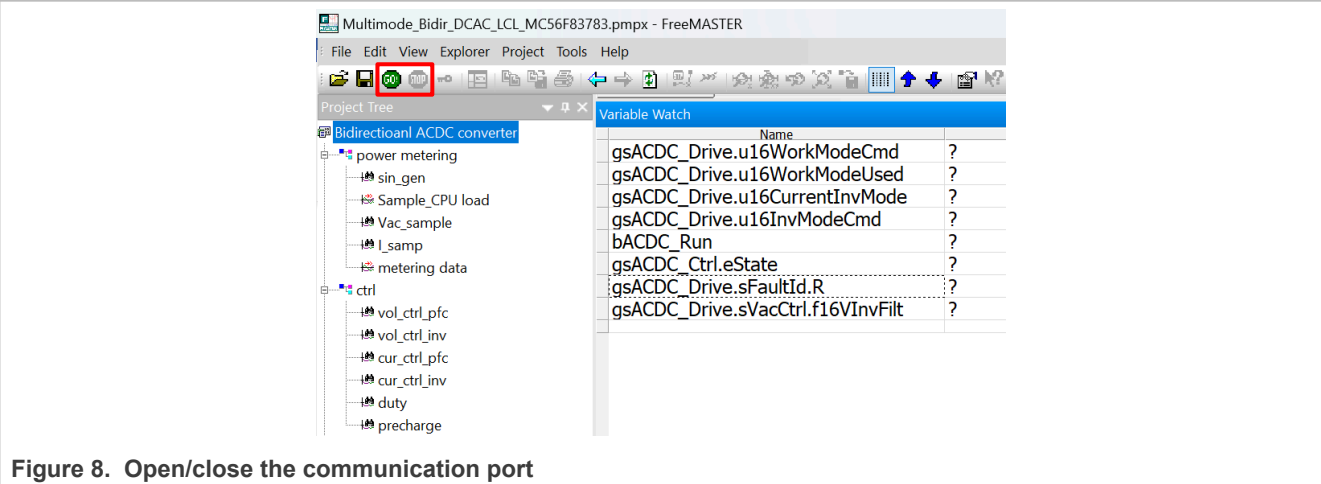 Multimode_Bidir_DCAC_LCL_MC56F83783.pmpx - FreeMASTER
File Edit View Explorer Project Tools Help
GO!
Project Tree
Variable Watch
Bidirectioanl ACDC converter
Name
power metering
gsACDC_Drive.u16WorkModeCmd ?
sin_gen
gsACDC_Drive.u16WorkModeUsed ?
Sample_CPU load
gsACDC_Drive.u16CurrentInvMode ?
Vac_sample
gsACDC_Drive.u16InvModeCmd ?
I_samp
bACDC_Run ?
metering data
gsACDC_Ctrl.eState ?
ctrl
gsACDC_Drive.sFaultId.R ?
vol_ctrl_pfc
gsACDC_Drive.sVacCtrl.f16VInvFilt ?
vol_ctrl_inv
cur_ctrl_pfc
cur_ctrl_inv
duty
precharge
Figure 8. Open/close the communication port